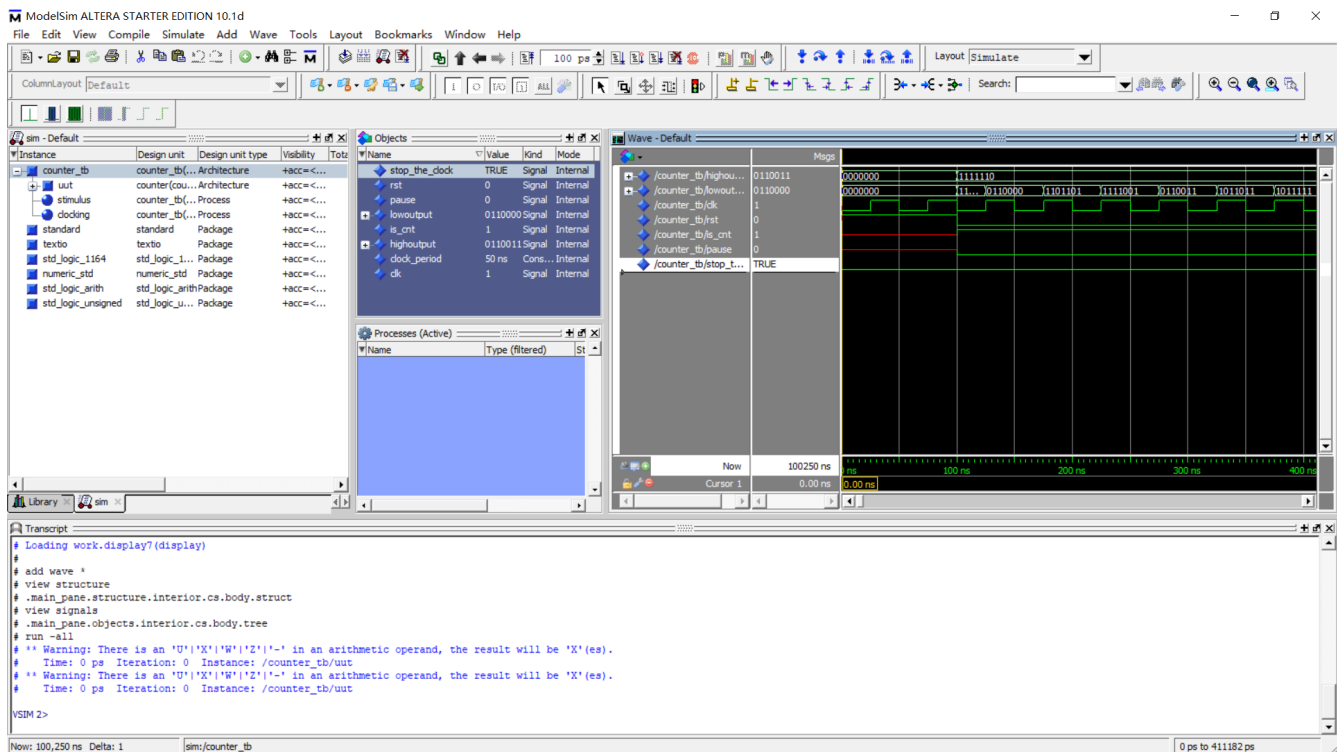 ModelSim ALTERA STARTER EDITION 10.1d
File Edit View Compile Simulate Add Wave Tools Layout Bookmarks Window Help
100 ps
Layout Simulate
ColumnLayout Default
Search:
sim - Default
Instance Design unit Design unit type Visibility Tota
counter_tb counter_tb(... Architecture +acc=<...
uut counter(cou... Architecture +acc=<...
stimulus counter_tb(... Process +acc=<...
clocking counter_tb(... Process +acc=<...
standard standard Package +acc=<...
textio textio Package +acc=<...
std_logic_1164 std_logic_1... Package +acc=<...
numeric_std numeric_std Package +acc=<...
std_logic_arith std_logic_arith Package +acc=<...
std_logic_unsigned std_logic_u... Package +acc=<...
Library sim
Objects
Name Value Kind Mode
stop_the_clock TRUE Signal Internal
rst 0 Signal Internal
pause 0 Signal Internal
lowoutput 0110000 Signal Internal
is_cnt 1 Signal Internal
highoutput 0110011 Signal Internal
clock_period 50 ns Cons... Internal
clk 1 Signal Internal
Processes (Active)
Name Type (filtered) St
Wave - Default
Msgs
/counter_tb/highou... 0110011 0000000 1111110
/counter_tb/lowout... 0110000 0000000 11... 0110000 1101101 1111001 0110011 1011011 1011111
/counter_tb/clk 1
/counter_tb/rst 0
/counter_tb/is_cnt 1
/counter_tb/pause 0
/counter_tb/stop_t... TRUE
Now 100250 ns ns 100 ns 200 ns 300 ns 400 ns
Cursor 1 0.00 ns 0.00 ns
Transcript
# Loading work.display7(display)
#
# add wave *
# view structure
# .main_pane.structure.interior.cs.body.struct
# view signals
# .main_pane.objects.interior.cs.body.tree
# run -all
# ** Warning: There is an 'U'|'X'|'W'|'Z'|'-' in an arithmetic operand, the result will be 'X'(es).
# Time: 0 ps Iteration: 0 Instance: /counter_tb/uut
# ** Warning: There is an 'U'|'X'|'W'|'Z'|'-' in an arithmetic operand, the result will be 'X'(es).
# Time: 0 ps Iteration: 0 Instance: /counter_tb/uut
VSIM 2>
Now: 100,250 ns Delta: 1 sim:/counter_tb 0 ps to 411182 ps